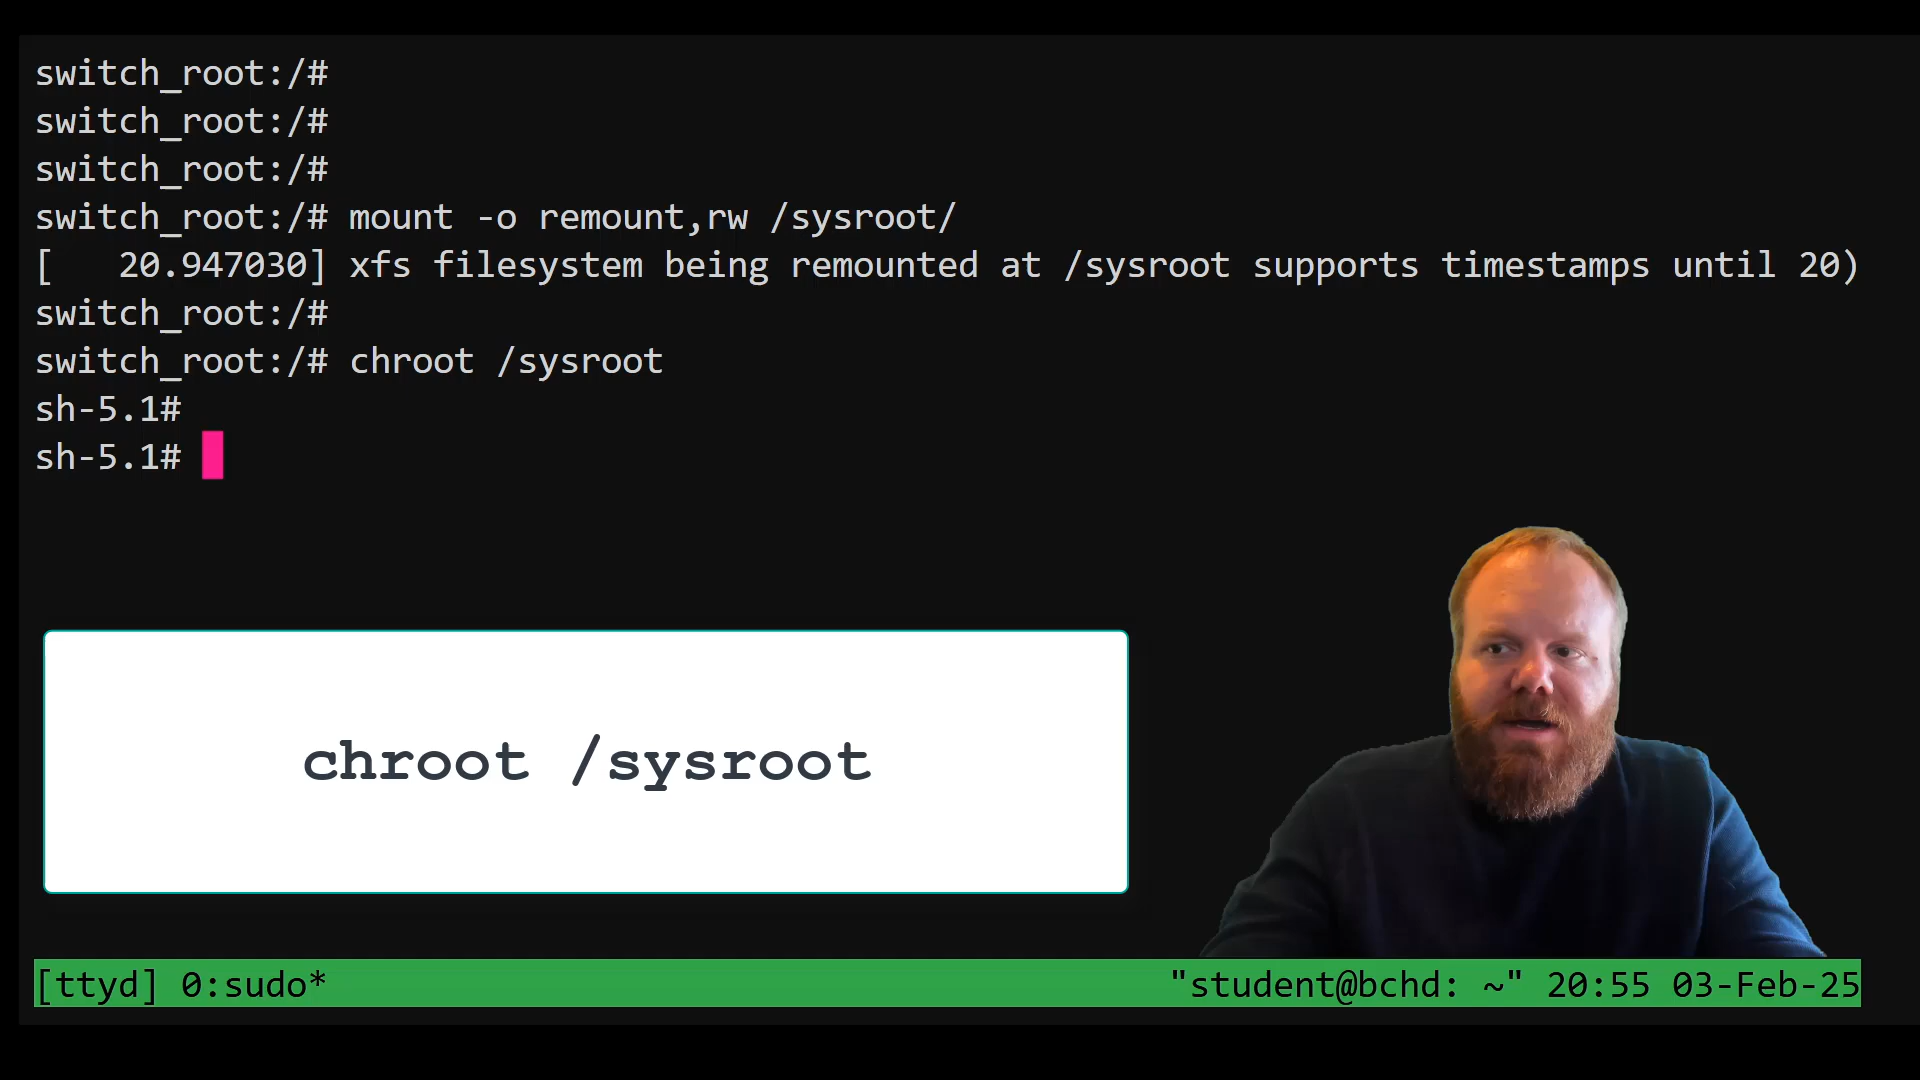 switch_root:/#
switch_root:/#
switch_root:/#
switch_root:/# mount -o remount,rw /sysroot/
[   20.947030] xfs filesystem being remounted at /sysroot supports timestamps until 20)
switch_root:/#
switch_root:/# chroot /sysroot
sh-5.1#
sh-5.1#
chroot /sysroot
[ttyd] 0:sudo* "student@bchd: ~" 20:55 03-Feb-25